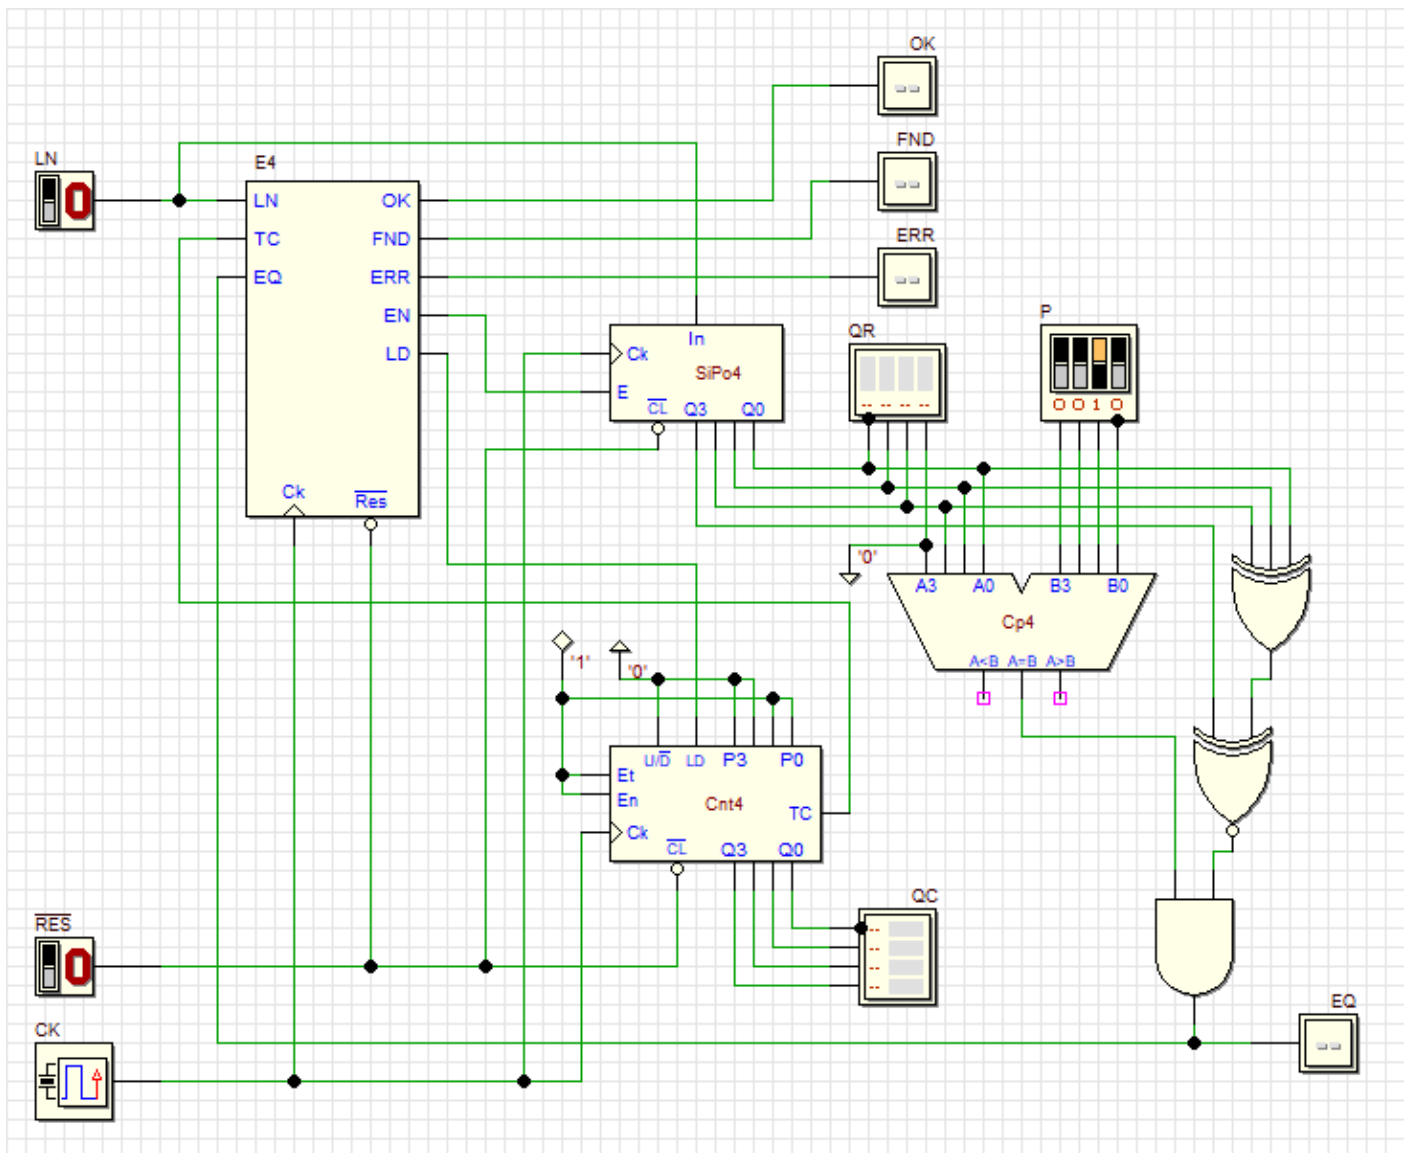 OK
FND
ERR
LN
0
E4
LN
TC
EQ
OK
FND
ERR
EN
LD
Ck
Res
In
Ck
SiPo4
E
CL
Q3
Q0
QR
-- -- -- --
P
0 0 1 0
'0'
A3
A0
B3
B0
Cp4
A<B
A=B
A>B
'1'
'0'
U/D
LD
P3
P0
Et
En
Cnt4
TC
Ck
CL
Q3
Q0
QC
--
--
--
--
RES
0
CK
EQ